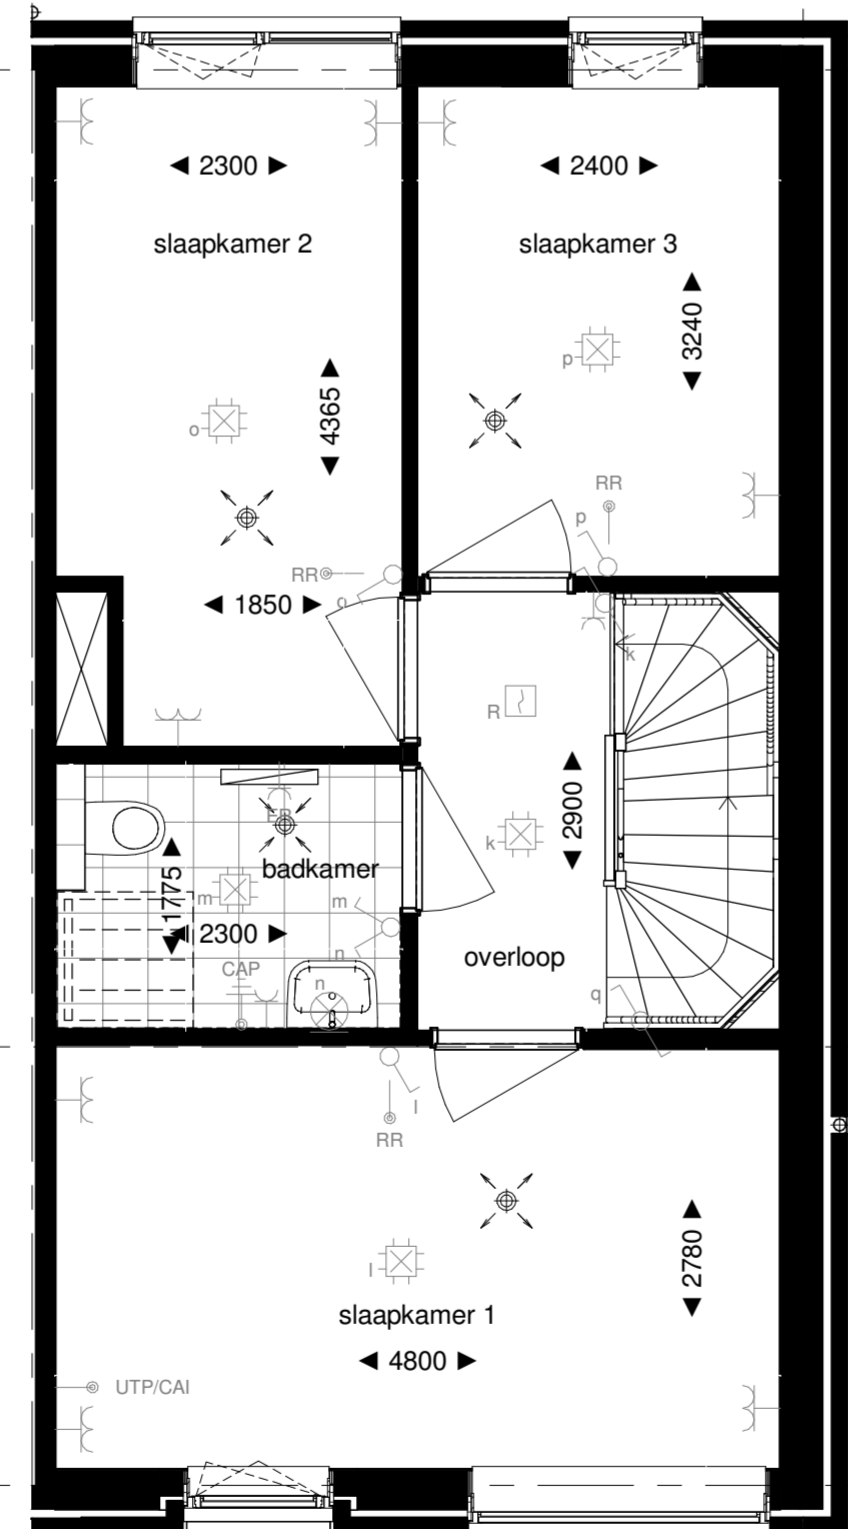 2300
2400
slaapkamer 2
slaapkamer 3
3240
p
4365
o
RR
p
RR
1850
o
k
R
2900
k
badkamer
1775
m
m
2300
n
overloop
CAP
n
q
l
RR
2780
l
slaapkamer 1
4800
UTP/CAI